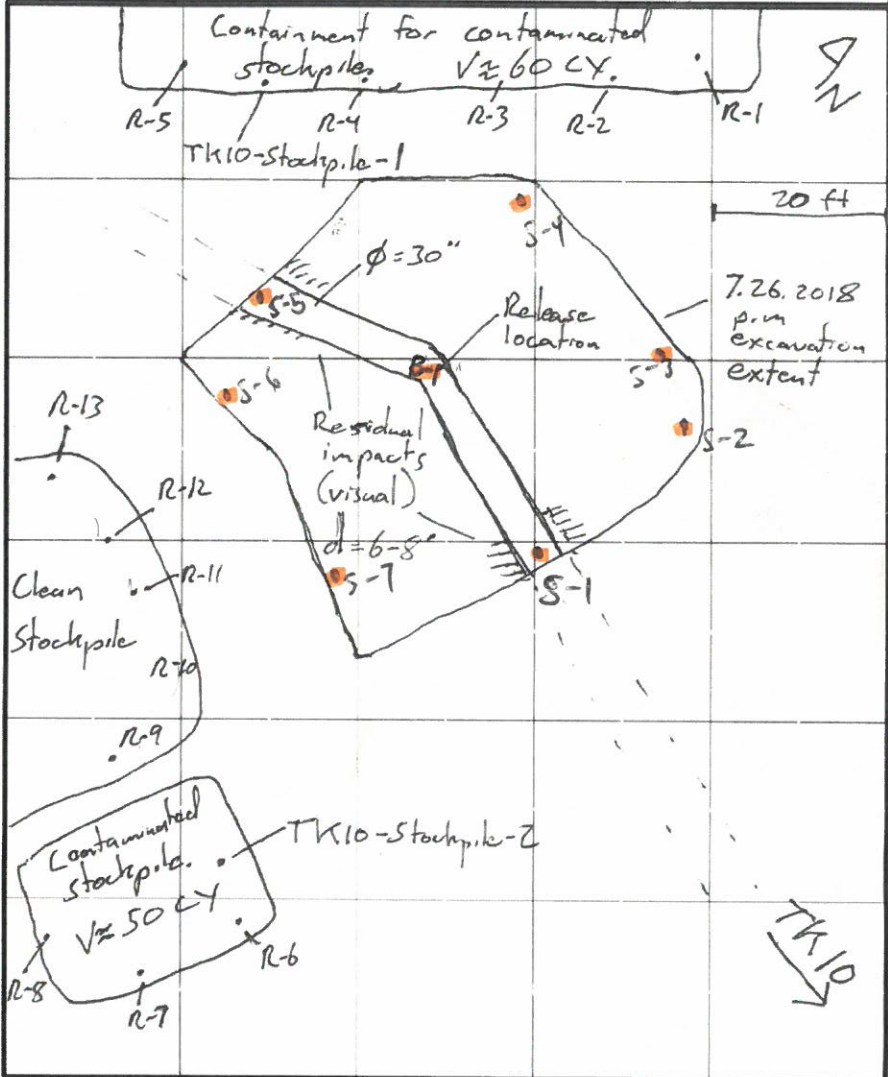 Containment for contaminated
stockpiles V≈60 CY
N
R-5
R-4
R-3
R-2
R-1
TK10-Stockpile-1
20 ft
S-4
Ø=30"
S-5
Release
location
7.26.2018
p.m
excavation
extent
B-1
S-3
S-6
S-2
R-13
Residual
impacts
(visual)
d=6-8"
R-12
S-7
S-1
R-11
Clean
Stockpile
R-10
R-9
Contaminated
stockpile
V≈50 CY
TK10-Stockpile-2
R-6
R-8
R-7
TK10